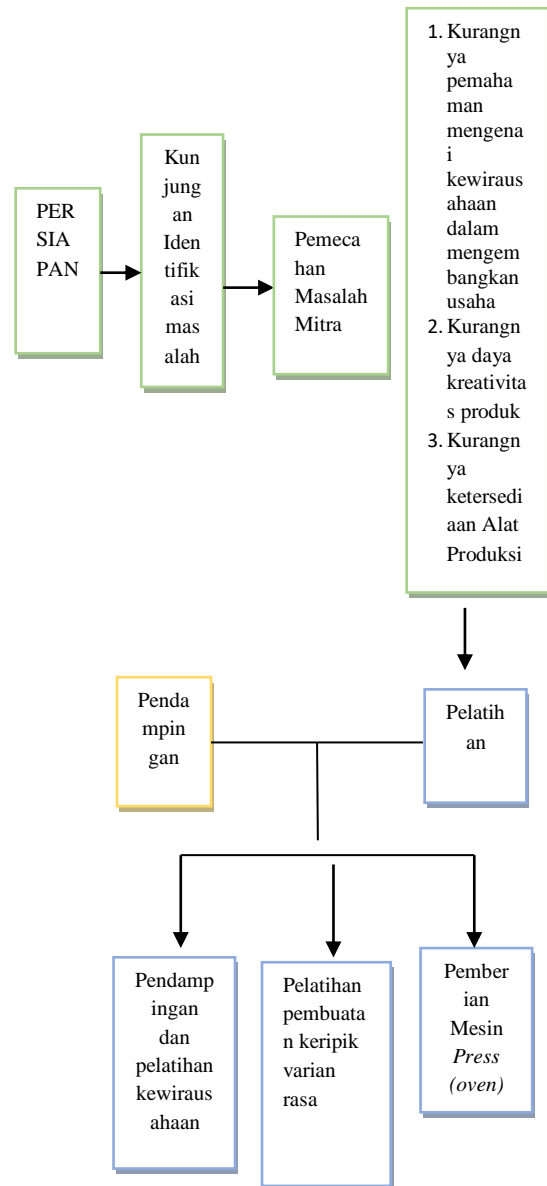 PER
SIA
PAN
Kun
jung
an
Iden
tifik
asi
mas
alah
Pemeca
han
Masalah
Mitra
1. Kurangn
ya
pemaha
man
mengena
i
kewiraus
ahaan
dalam
mengem
bangkan
usaha
2. Kurangn
ya daya
kreativita
s produk
3. Kurangn
ya
ketersedi
aan Alat
Produksi
Penda
mpin
gan
Pelatih
an
Pendamp
ingan
dan
pelatihan
kewiraus
ahaan
Pelatihan
pembuata
n keripik
varian
rasa
Pember
ian
Mesin
Press
(oven)